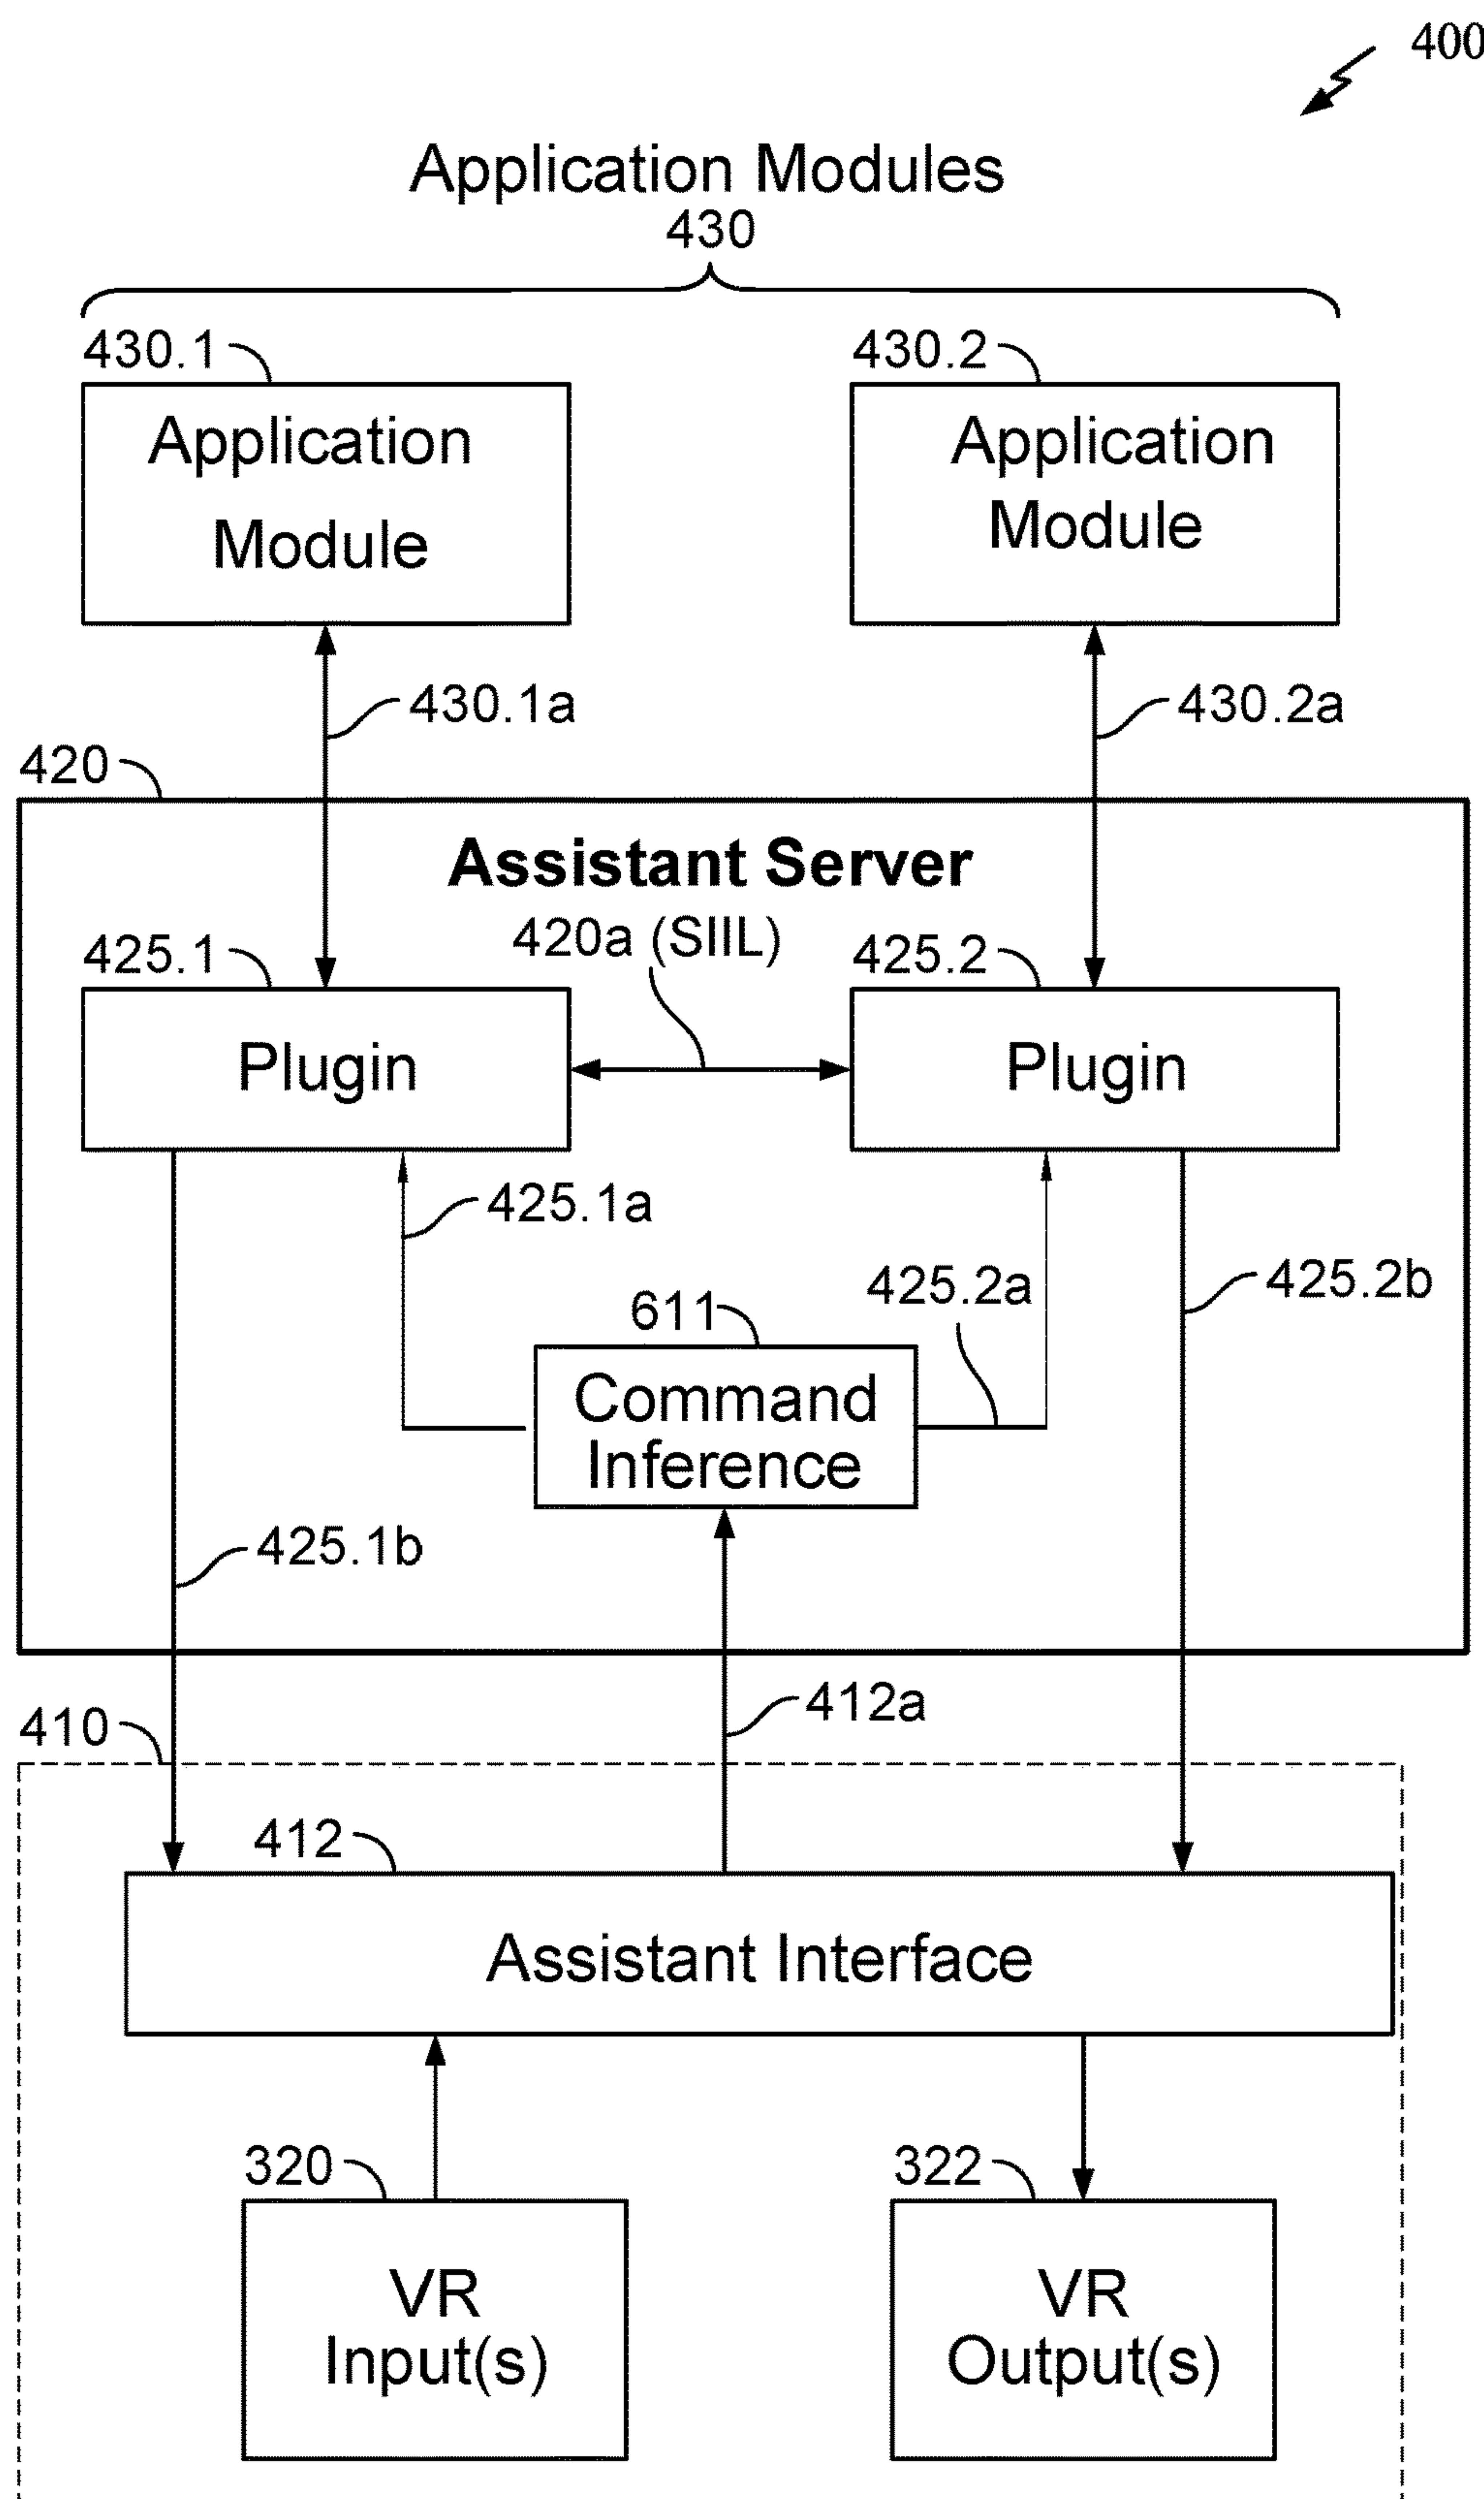 400
Application Modules
430
430.1
430.2
Application
Module
Application
Module
430.1a
430.2a
420
Assistant Server
420a (SIIL)
425.1
425.2
Plugin
Plugin
425.1a
425.2a
425.2b
611
Command
Inference
425.1b
412a
410
412
Assistant Interface
320
322
VR
Input(s)
VR
Output(s)